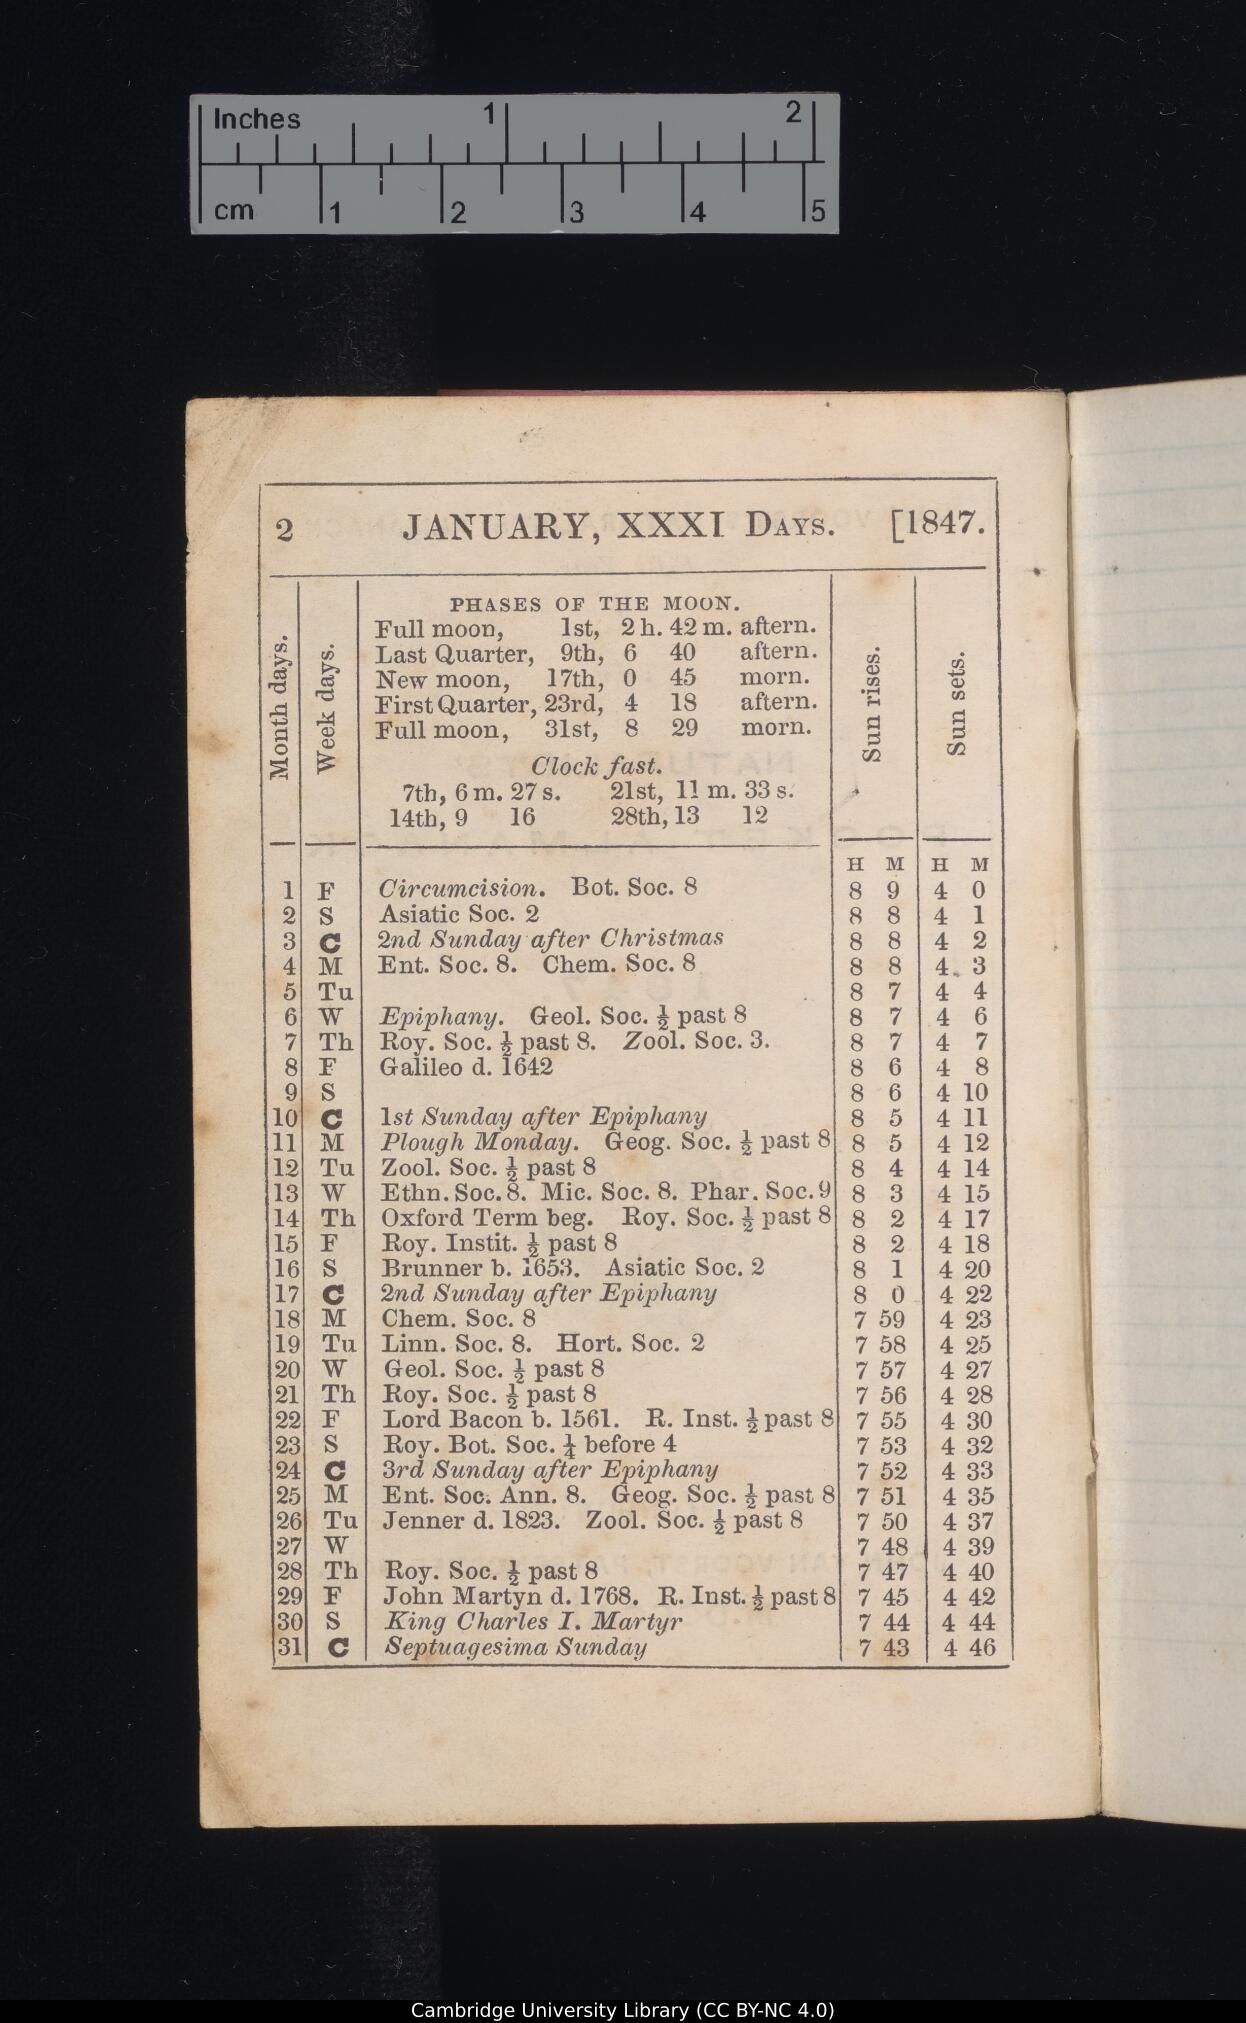 Inches 1 2
cm 1 2 3 4 5
2 JANUARY, XXXI DAYS. [1847.
Month days.
Week days.
PHASES OF THE MOON.
Full moon, 1st, 2 h. 42 m. aftern.
Last Quarter, 9th, 6 40 aftern.
New moon, 17th, 0 45 morn.
First Quarter, 23rd, 4 18 aftern.
Full moon, 31st, 8 29 morn.
Clock fast.
7th, 6 m. 27 s. 21st, 11 m. 33 s.
14th, 9 16 28th, 13 12
Sun rises.
Sun sets.
H M H M
1 F Circumcision. Bot. Soc. 8 8 9 4 0
2 S Asiatic Soc. 2 8 8 4 1
3 C 2nd Sunday after Christmas 8 8 4 2
4 M Ent. Soc. 8. Chem. Soc. 8 8 8 4 3
5 Tu 8 7 4 4
6 W Epiphany. Geol. Soc. ½ past 8 8 7 4 6
7 Th Roy. Soc. ½ past 8. Zool. Soc. 3. 8 7 4 7
8 F Galileo d. 1642 8 6 4 8
9 S 8 6 4 10
10 C 1st Sunday after Epiphany 8 5 4 11
11 M Plough Monday. Geog. Soc. ½ past 8 8 5 4 12
12 Tu Zool. Soc. ½ past 8 8 4 4 14
13 W Ethn. Soc. 8. Mic. Soc. 8. Phar. Soc. 9 8 3 4 15
14 Th Oxford Term beg. Roy. Soc. ½ past 8 8 2 4 17
15 F Roy. Instit. ½ past 8 8 2 4 18
16 S Brunner b. 1653. Asiatic Soc. 2 8 1 4 20
17 C 2nd Sunday after Epiphany 8 0 4 22
18 M Chem. Soc. 8 7 59 4 23
19 Tu Linn. Soc. 8. Hort. Soc. 2 7 58 4 25
20 W Geol. Soc. ½ past 8 7 57 4 27
21 Th Roy. Soc. ½ past 8 7 56 4 28
22 F Lord Bacon b. 1561. R. Inst. ½ past 8 7 55 4 30
23 S Roy. Bot. Soc. ¼ before 4 7 53 4 32
24 C 3rd Sunday after Epiphany 7 52 4 33
25 M Ent. Soc. Ann. 8. Geog. Soc. ½ past 8 7 51 4 35
26 Tu Jenner d. 1823. Zool. Soc. ½ past 8 7 50 4 37
27 W 7 48 4 39
28 Th Roy. Soc. ½ past 8 7 47 4 40
29 F John Martyn d. 1768. R. Inst. ½ past 8 7 45 4 42
30 S King Charles I. Martyr 7 44 4 44
31 C Septuagesima Sunday 7 43 4 46
Cambridge University Library (CC BY-NC 4.0)